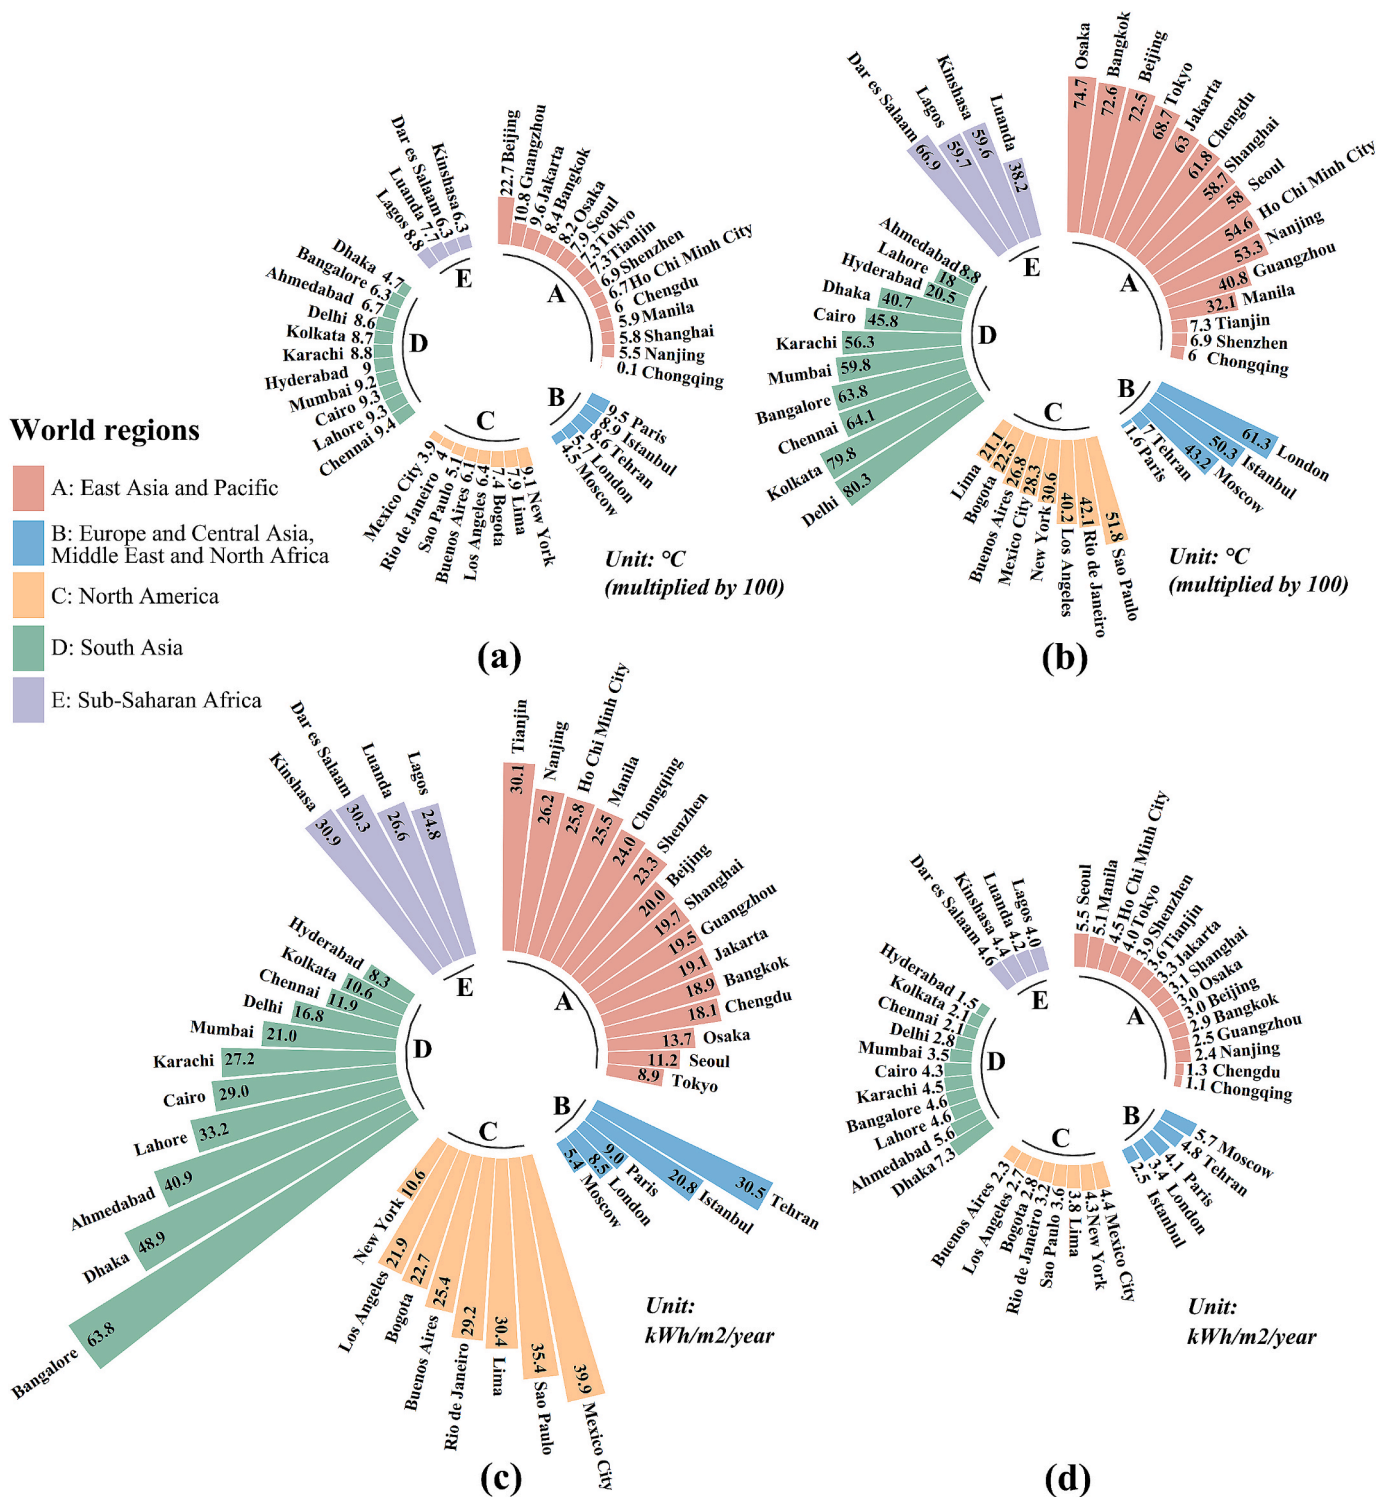 World regions
A: East Asia and Pacific
B: Europe and Central Asia,
Middle East and North Africa
C: North America
D: South Asia
E: Sub-Saharan Africa
22.7 Beijing
10.8 Guangzhou
9.6 Jakarta
8.4 Bangkok
8.2 Osaka
7.9 Seoul
7.3 Tokyo
7.3 Tianjin
6.9 Shenzhen
6.7 Ho Chi Minh City
6 Chengdu
5.9 Manila
5.8 Shanghai
5.5 Nanjing
0.1 Chongqing
A
9.5 Paris
8.9 Istanbul
8.6 Tehran
5.7 London
4.5 Moscow
B
9.1 New York
7.9 Lima
7.4 Bogota
Los Angeles 6.4
Buenos Aires 6.1
Sao Paulo 5.1
Rio de Janeiro 4
Mexico City 3.9
C
Chennai 9.4
Lahore 9.3
Cairo 9.3
Mumbai 9.2
Hyderabad 9
Karachi 8.8
Kolkata 8.7
Delhi 8.6
Ahmedabad 6.7
Bangalore 6.3
Dhaka 4.7
D
Lagos 8.8
Luanda 7.7
Dar es Salaam 6.3
Kinshasa 6.3
E
Unit: °C
(multiplied by 100)
(a)
Osaka 74.7
Bangkok 72.6
Beijing 72.5
Tokyo 68.7
Jakarta 63
Chengdu 61.8
Shanghai 58.7
Seoul 58
Ho Chi Minh City 54.6
Nanjing 53.3
Guangzhou 40.8
Manila 32.1
7.3 Tianjin
6.9 Shenzhen
6 Chongqing
A
61.3 London
50.3 Istanbul
43.2 Moscow
7 Tehran
1.6 Paris
B
51.8 Sao Paulo
42.1 Rio de Janeiro
40.2 Los Angeles
New York 30.6
Mexico City 28.3
Buenos Aires 26.8
Bogota 22.5
Lima 21.1
C
Delhi 80.3
Kolkata 79.8
Chennai 64.1
Bangalore 63.8
Mumbai 59.8
Karachi 56.3
Cairo 45.8
Dhaka 40.7
Hyderabad 20.5
Lahore 18
Ahmedabad 8.8
D
Dar es Salaam 66.9
Lagos 59.7
Kinshasa 59.6
Luanda 38.2
E
Unit: °C
(multiplied by 100)
(b)
Tianjin 30.1
Nanjing 26.2
Ho Chi Minh City 25.8
Manila 25.5
Chongqing 24.0
Shenzhen 23.3
Beijing 20.0
Shanghai 19.7
Guangzhou 19.5
Jakarta 19.1
Bangkok 18.9
Chengdu 18.1
13.7 Osaka
11.2 Seoul
8.9 Tokyo
A
30.5 Tehran
20.8 Istanbul
9.0 Paris
8.5 London
5.4 Moscow
B
39.9 Mexico City
35.4 Sao Paulo
30.4 Lima
Rio de Janeiro 29.2
Buenos Aires 25.4
Bogota 22.7
Los Angeles 21.9
New York 10.6
C
Bangalore 63.8
Dhaka 48.9
Ahmedabad 40.9
Lahore 33.2
Cairo 29.0
Karachi 27.2
Mumbai 21.0
Delhi 16.8
Chennai 11.9
Kolkata 10.6
Hyderabad 8.3
D
Kinshasa 30.9
Dar es Salaam 30.3
Luanda 26.6
Lagos 24.8
E
Unit:
kWh/m2/year
(c)
5.5 Seoul
5.1 Manila
4.5 Ho Chi Minh City
4.0 Tokyo
3.9 Shenzhen
3.6 Tianjin
3.3 Jakarta
3.1 Shanghai
3.0 Osaka
3.0 Beijing
2.9 Bangkok
2.5 Guangzhou
2.4 Nanjing
1.3 Chengdu
1.1 Chongqing
A
5.7 Moscow
4.8 Tehran
4.1 Paris
3.4 London
2.5 Istanbul
B
4.4 Mexico City
4.3 New York
3.8 Lima
Sao Paulo 3.6
Rio de Janeiro 3.2
Bogota 2.8
Los Angeles 2.7
Buenos Aires 2.3
C
Dhaka 7.3
Ahmedabad 5.6
Lahore 4.6
Bangalore 4.6
Karachi 4.5
Cairo 4.3
Mumbai 3.5
Delhi 2.8
Chennai 2.1
Kolkata 2.1
Hyderabad 1.5
D
Dar es Salaam 4.6
Kinshasa 4.4
Luanda 4.2
Lagos 4.0
E
Unit:
kWh/m2/year
(d)